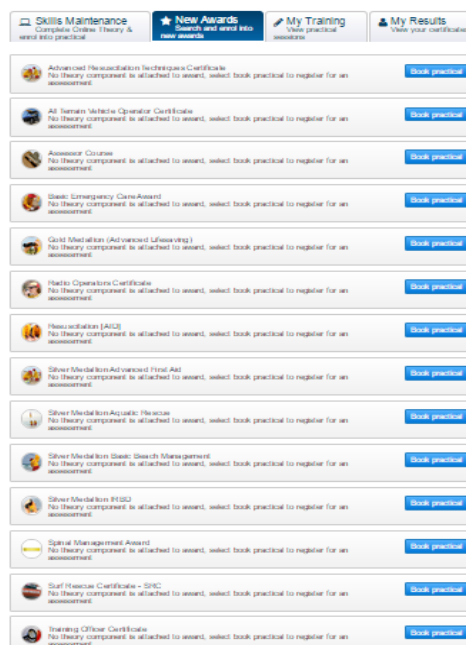 Skills Maintenance
Complete Online Theory &
enrol into practical
New Awards
Search and enrol into
new awards
My Training
View practical
sessions
My Results
View your certificates
Advanced Resuscitation Techniques Certificate
No theory component is attached to award, select book practical to register for an
assessment
Book practical
All Terrain Vehicle Operator Certificate
No theory component is attached to award, select book practical to register for an
assessment
Book practical
Assessor Course
No theory component is attached to award, select book practical to register for an
assessment
Book practical
Basic Emergency Care Award
No theory component is attached to award, select book practical to register for an
assessment
Book practical
Gold Medallion (Advanced Lifesaving)
No theory component is attached to award, select book practical to register for an
assessment
Book practical
Radio Operators Certificate
No theory component is attached to award, select book practical to register for an
assessment
Book practical
Resuscitation [AID]
No theory component is attached to award, select book practical to register for an
assessment
Book practical
Silver Medallion Advanced First Aid
No theory component is attached to award, select book practical to register for an
assessment
Book practical
Silver Medallion Aquatic Rescue
No theory component is attached to award, select book practical to register for an
assessment
Book practical
Silver Medallion Basic Beach Management
No theory component is attached to award, select book practical to register for an
assessment
Book practical
Silver Medallion IRBD
No theory component is attached to award, select book practical to register for an
assessment
Book practical
Spinal Management Award
No theory component is attached to award, select book practical to register for an
assessment
Book practical
Surf Rescue Certificate - SRC
No theory component is attached to award, select book practical to register for an
assessment
Book practical
Training Officer Certificate
No theory component is attached to award, select book practical to register for an
assessment
Book practical